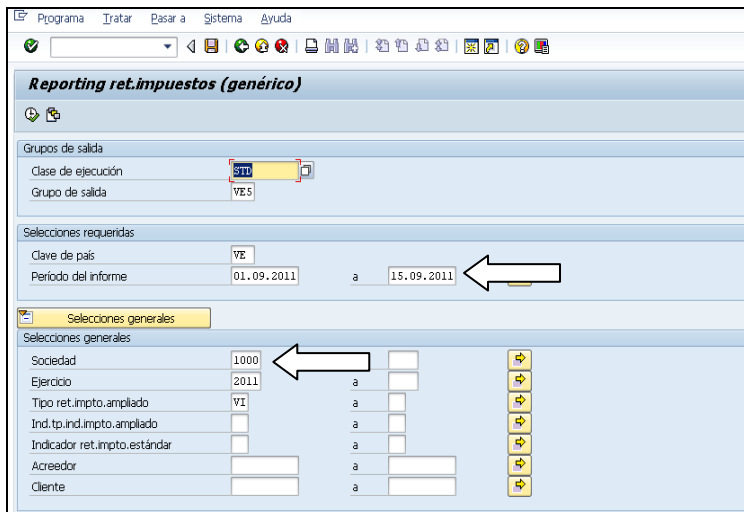 Programa Tratar Pasar a Sistema Ayuda
Reporting ret.impuestos (genérico)
Grupos de salida
Clase de ejecución STD
Grupo de salida VE5
Selecciones requeridas
Clave de país VE
Período del informe 01.09.2011 a 15.09.2011
Selecciones generales
Selecciones generales
Sociedad 1000
Ejercicio 2011 a
Tipo ret.impto.ampliado VI a
Ind.tp.ind.impto.ampliado a
Indicador ret.impto.estándar a
Acreedor a
Cliente a